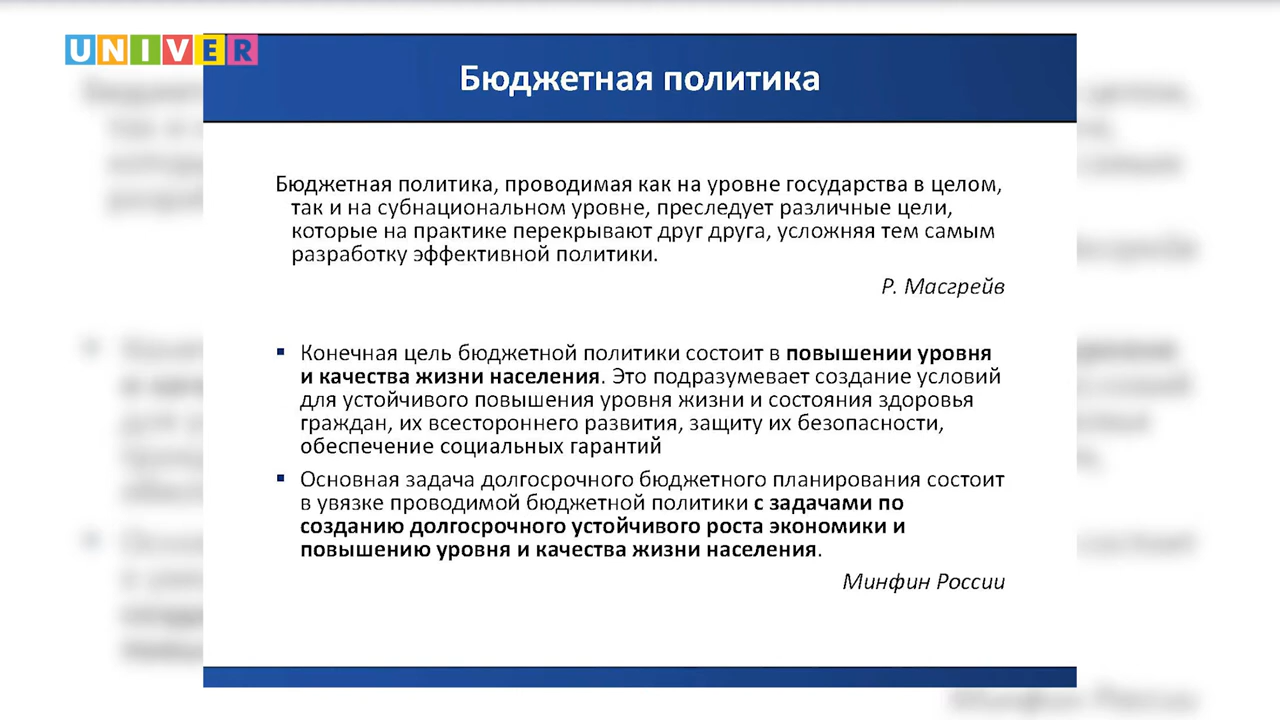 UNIVER
Бюджетная политика
Бюджетная политика, проводимая как на уровне государства в целом,
так и на субнациональном уровне, преследует различные цели,
которые на практике перекрывают друг друга, усложняя тем самым
разработку эффективной политики.
Р. Масгрейв
▪ Конечная цель бюджетной политики состоит в повышении уровня
и качества жизни населения. Это подразумевает создание условий
для устойчивого повышения уровня жизни и состояния здоровья
граждан, их всестороннего развития, защиту их безопасности,
обеспечение социальных гарантий
▪ Основная задача долгосрочного бюджетного планирования состоит
в увязке проводимой бюджетной политики с задачами по
созданию долгосрочного устойчивого роста экономики и
повышению уровня и качества жизни населения.
Минфин России